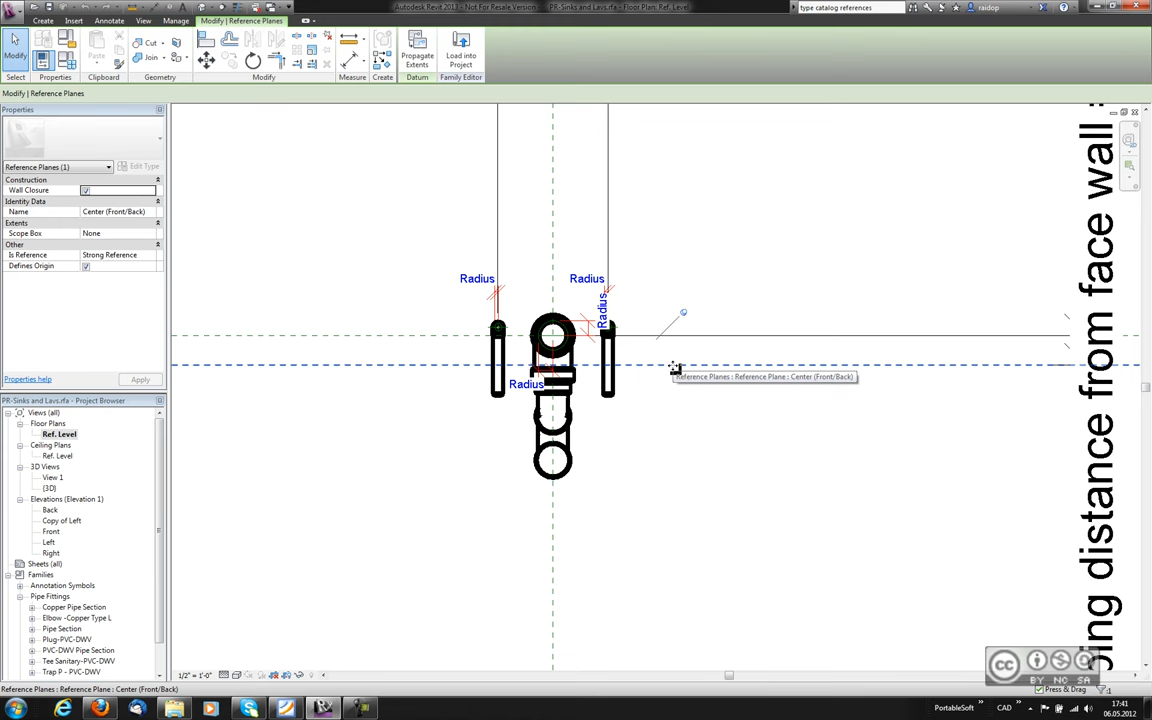 Autodesk Revit 2013 - Not For Resale Version - PR-Sinks and Lavs.rfa - Floor Plan: Ref. Level
type catalog references
raidop
Create
Insert
Annotate
View
Manage
Modify | Reference Planes
Modify
Paste
Cut
Join
Propagate Extents
Load into Project
Select
Properties
Clipboard
Geometry
Modify
Measure
Create
Datum
Family Editor
Modify | Reference Planes
Properties
Reference Planes (1)
Edit Type
Construction
Wall Closure
Identity Data
Name Center (Front/Back)
Extents
Scope Box None
Other
Is Reference Strong Reference
Defines Origin
Properties help
Apply
PR-Sinks and Lavs.rfa - Project Browser
Views (all)
Floor Plans
Ref. Level
Ceiling Plans
Ref. Level
3D Views
View 1
{3D}
Elevations (Elevation 1)
Back
Copy of Left
Front
Left
Right
Sheets (all)
Families
Annotation Symbols
Pipe Fittings
Copper Pipe Section
Elbow -Copper Type L
Pipe Section
Plug-PVC-DWV
PVC-DWV Pipe Section
Tee Sanitary-PVC-DWV
Trap P - PVC-DWV
Radius
Radius
Radius
Radius
Reference Planes : Reference Plane : Center (Front/Back)
ping distance from face wall
1/2" = 1'-0"
Reference Planes : Reference Plane : Center (Front/Back)
Press & Drag
:1
cc
BY NC SA
PortableSoft
CAD
17:41
06.05.2012